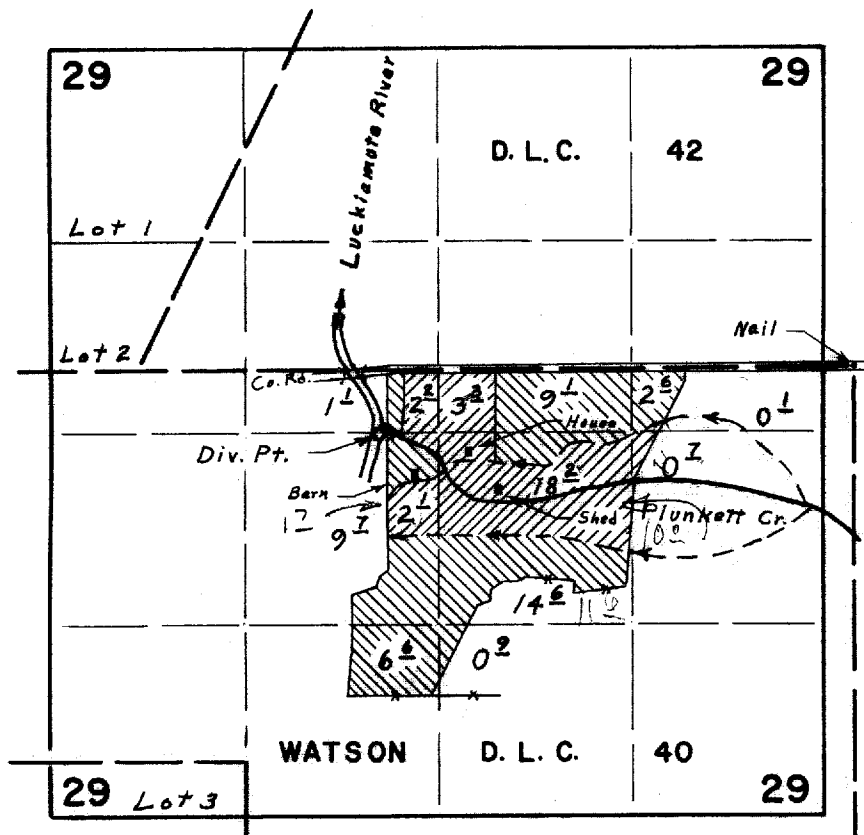 29 29
Luckiamute River
D. L. C. 42
Lot 1
Nail
Lot 2
Co. Rd.
1 1 2 2 3 3 9 1 2 6
0 1
House
Div. Pt.
18 2 0 7
Barn
2 1
Shed Plunkett Cr.
1 7 9 7
14 6
6 6 0 9
WATSON D. L. C. 40
29 Lot 3 29